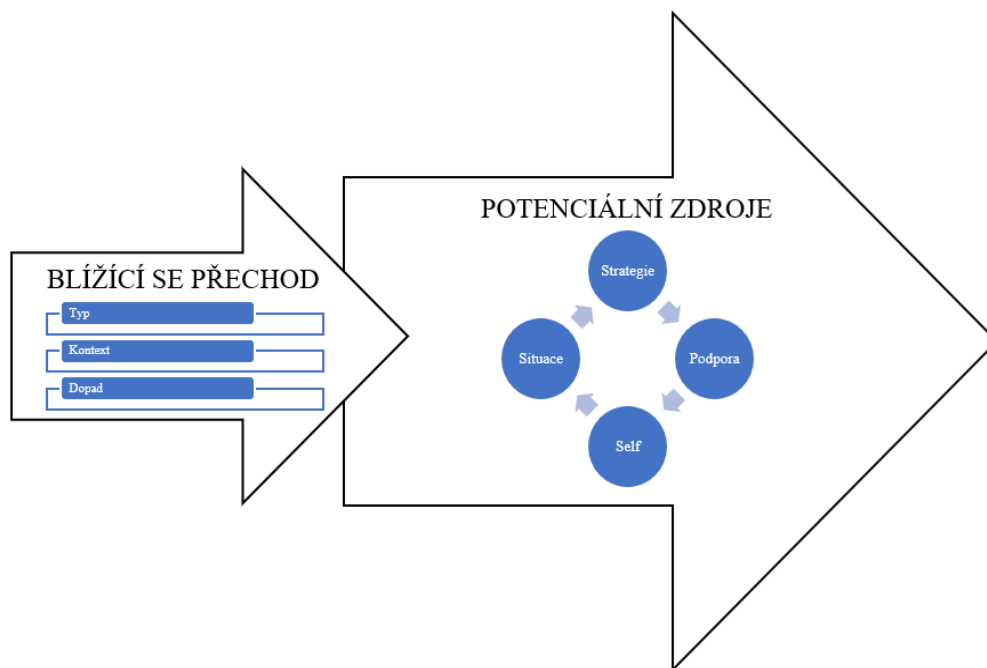 BLÍŽÍCÍ SE PŘECHOD
Typ
Kontext
Dopad
POTENCIÁLNÍ ZDROJE
Strategie
Situace
Podpora
Self